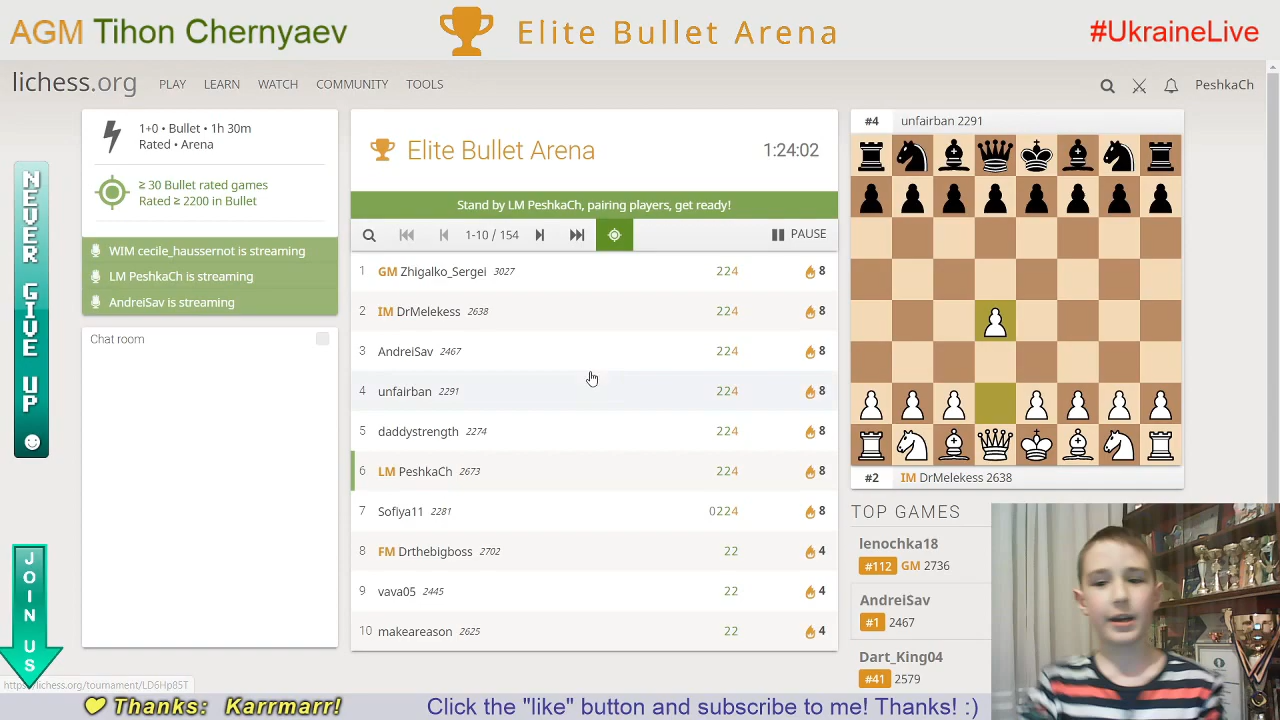 AGM Tihon Chernyaev
Elite Bullet Arena
#UkraineLive
lichess.org
PLAY
LEARN
WATCH
COMMUNITY
TOOLS
PeshkaCh
NEVER GIVE UP
JOIN US
1+0 • Bullet • 1h 30m
Rated • Arena
≥ 30 Bullet rated games
Rated ≥ 2200 in Bullet
WIM cecile_haussernot is streaming
LM PeshkaCh is streaming
AndreiSav is streaming
Chat room
Elite Bullet Arena
1:24:02
Stand by LM PeshkaCh, pairing players, get ready!
1-10 / 154
PAUSE
1 GM Zhigalko_Sergei 3027 224 8
2 IM DrMelekess 2638 224 8
3 AndreiSav 2467 224 8
4 unfairban 2291 224 8
5 daddystrength 2274 224 8
6 LM PeshkaCh 2673 224 8
7 Sofiya11 2281 0224 8
8 FM Drthebigboss 2702 22 4
9 vava05 2445 22 4
10 makeareason 2625 22 4
#4 unfairban 2291
#2 IM DrMelekess 2638
TOP GAMES
lenochka18
#112 GM 2736
AndreiSav
#1 2467
Dart_King04
#41 2579
https://lichess.org/tournament/LD6Hp85T
Thanks: Karrmarr!
Click the "like" button and subscribe to me! Thanks! :)